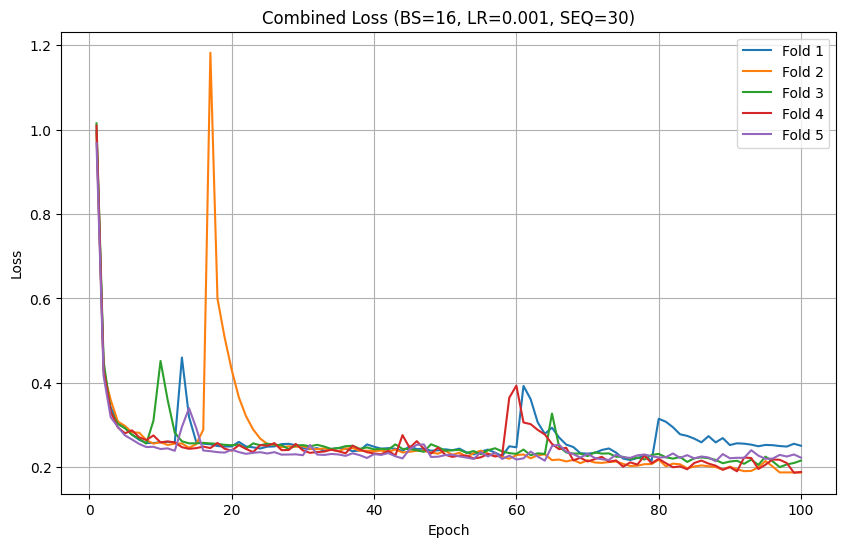 Combined Loss (BS=16, LR=0.001, SEQ=30)
Fold 1
Fold 2
Fold 3
Fold 4
Fold 5
Loss
1.2
1.0
0.8
0.6
0.4
0.2
0 20 40 60 80 100
Epoch